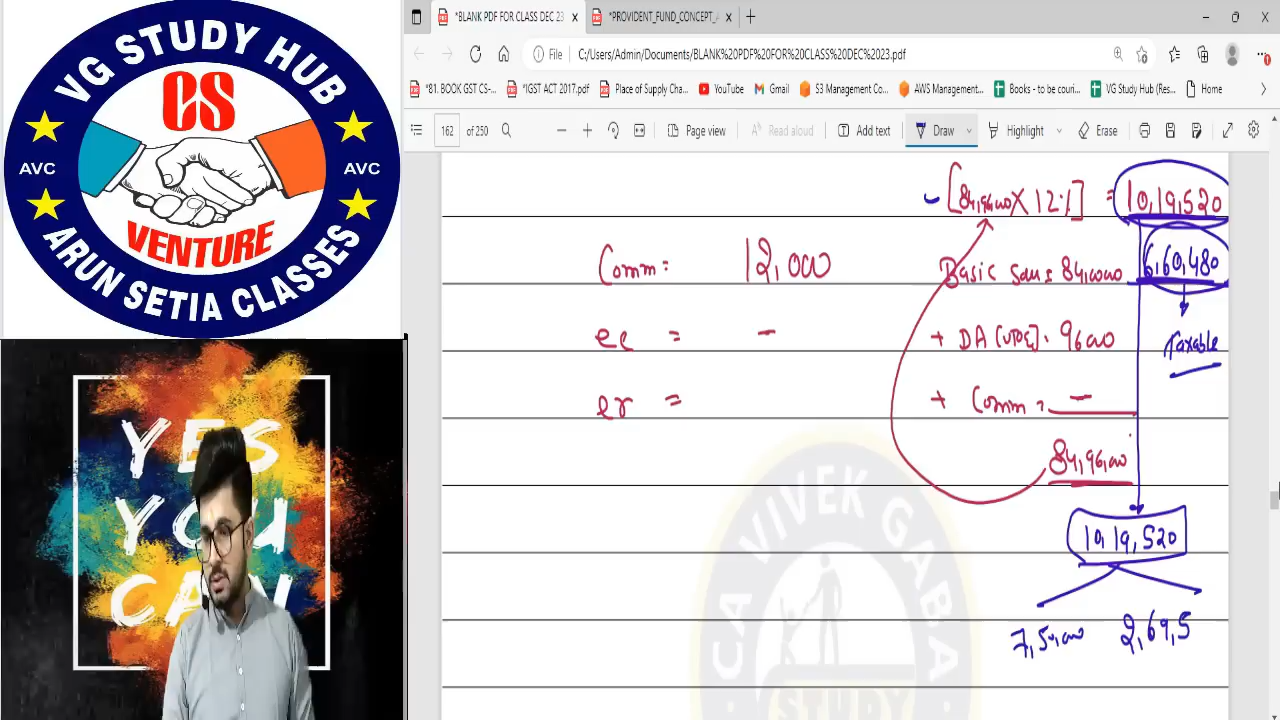 VG STUDY HUB
CS
AVC AVC
VENTURE
ARUN SETIA CLASSES
YES
YOU
CAN
*BLANK PDF FOR CLASS DEC 23
*PROVIDENT_FUND_CONCEPT_
File
C:/Users/Admin/Documents/BLANK%20PDF%20FOR%20CLASS%20DEC%2023.pdf
*81. BOOK GST CS-... *IGST ACT 2017.pdf Place of Supply Cha... YouTube Gmail S3 Management Co... AWS Management... Books - to be couri... VG Study Hub (Res... Home
162 of 250 Page view Read aloud Add text Draw Highlight Erase
- [84,96,000 X 12%] = 10,19,520
Comm = 12,000
Basic = 84,00,000 6,60,480
ee = -
+ DA = 96000 Taxable
er =
+ Comm = -
84,96,000
10,19,520
7,50,000 2,69,5
CA VIVEK GABA
STUDY